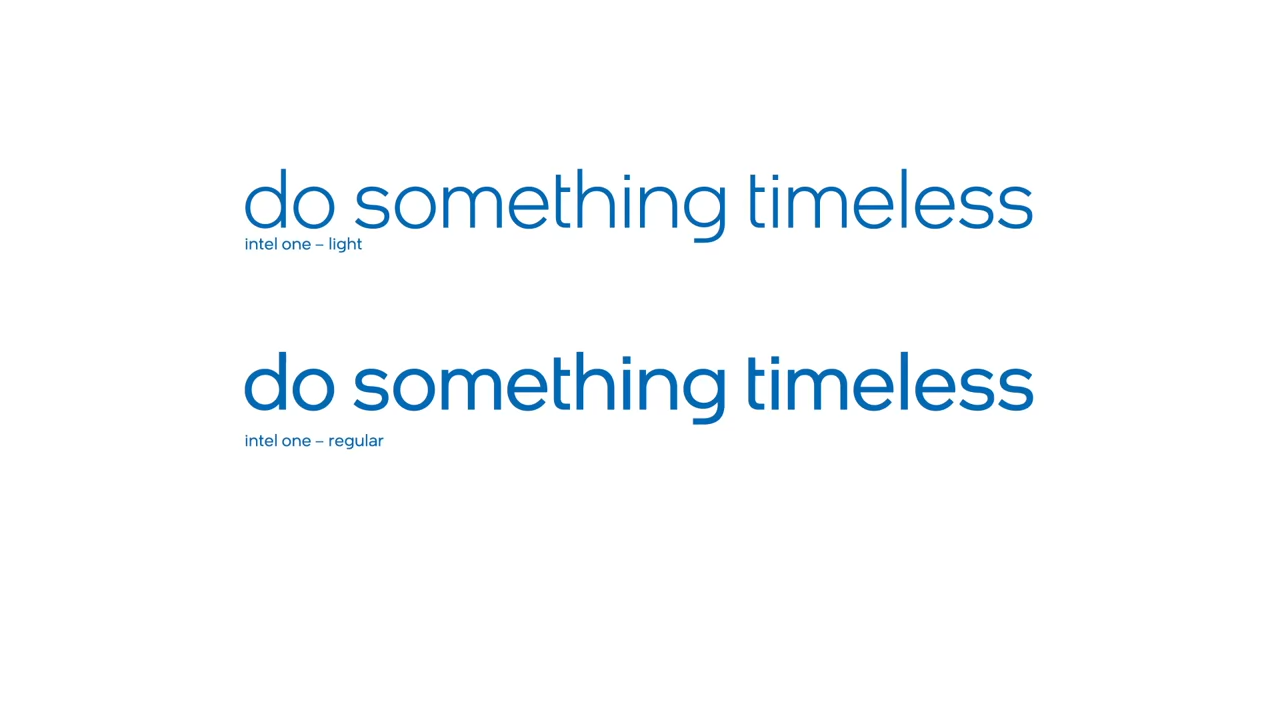 do something timeless
intel one – light
do something timeless
intel one – regular